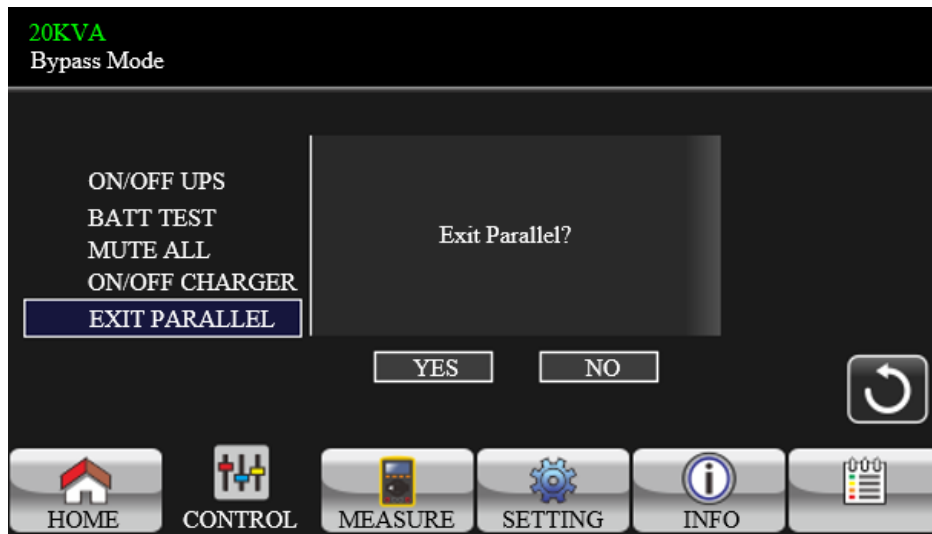 20KVA
Bypass Mode
ON/OFF UPS
BATT TEST
MUTE ALL
ON/OFF CHARGER
EXIT PARALLEL
Exit Parallel?
YES
NO
HOME
CONTROL
MEASURE
SETTING
INFO